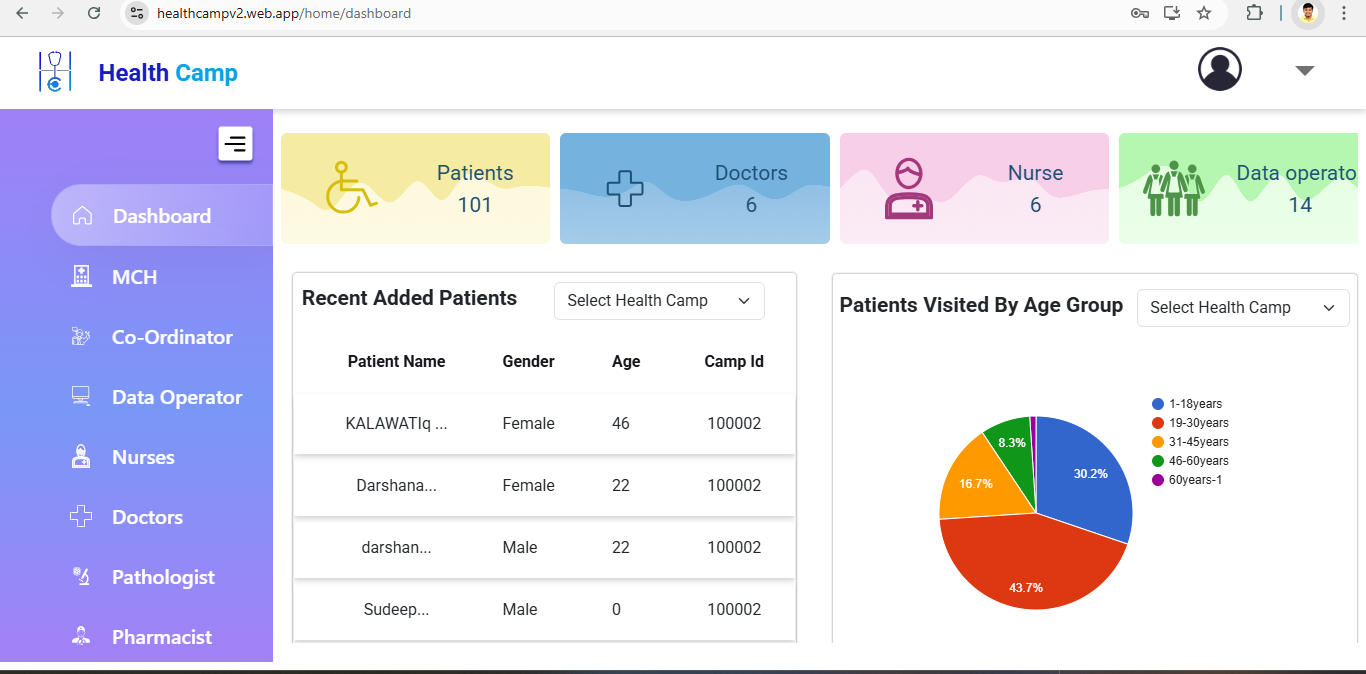 healthcampv2.web.app/home/dashboard
Health Camp
Dashboard
MCH
Co-Ordinator
Data Operator
Nurses
Doctors
Pathologist
Pharmacist
Patients
101
Doctors
6
Nurse
6
Data operato
14
Recent Added Patients
Select Health Camp
Patient Name Gender Age Camp Id
KALAWATIq ... Female 46 100002
Darshana... Female 22 100002
darshan... Male 22 100002
Sudeep... Male 0 100002
Patients Visited By Age Group
Select Health Camp
1-18years
19-30years
31-45years
46-60years
60years-1
30.2%
43.7%
16.7%
8.3%